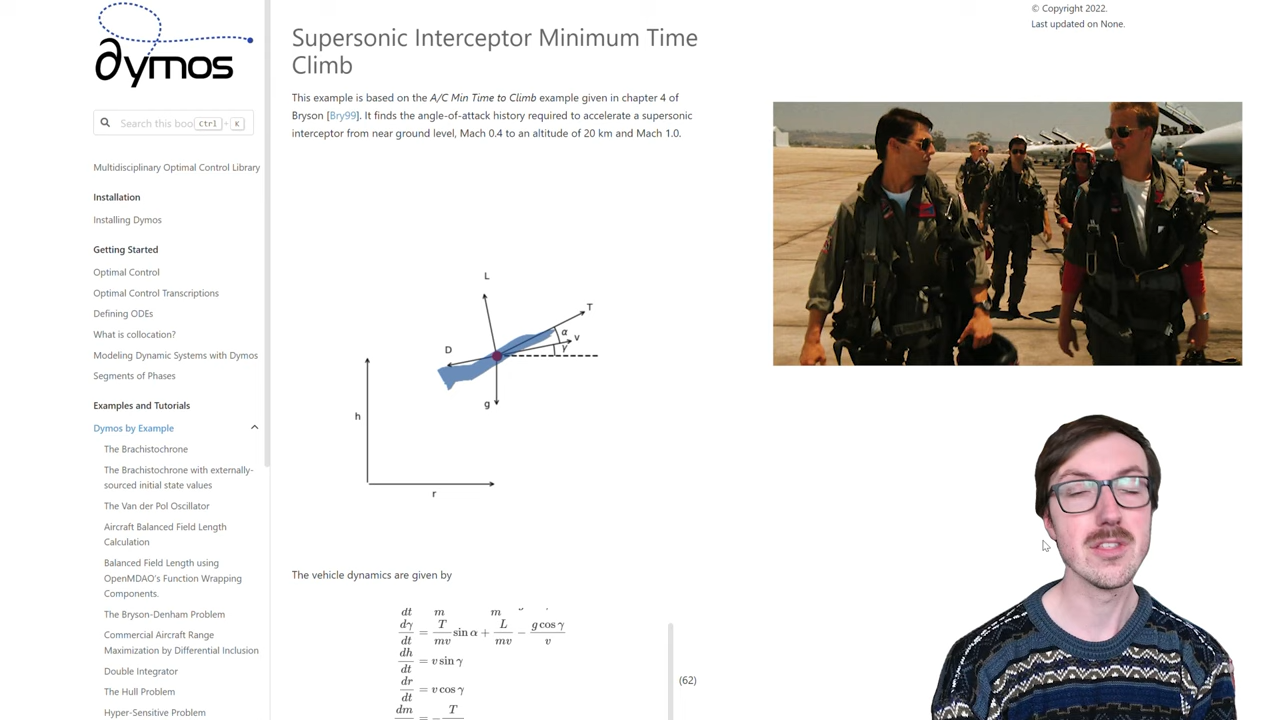 dymos
Search this boo Ctrl + K
Multidisciplinary Optimal Control Library
Installation
Installing Dymos
Getting Started
Optimal Control
Optimal Control Transcriptions
Defining ODEs
What is collocation?
Modeling Dynamic Systems with Dymos
Segments of Phases
Examples and Tutorials
Dymos by Example
The Brachistochrone
The Brachistochrone with externally-
sourced initial state values
The Van der Pol Oscillator
Aircraft Balanced Field Length
Calculation
Balanced Field Length using
OpenMDAO's Function Wrapping
Components.
The Bryson-Denham Problem
Commercial Aircraft Range
Maximization by Differential Inclusion
Double Integrator
The Hull Problem
Hyper-Sensitive Problem
Supersonic Interceptor Minimum Time
Climb
This example is based on the A/C Min Time to Climb example given in chapter 4 of
Bryson [Bry99]. It finds the angle-of-attack history required to accelerate a supersonic
interceptor from near ground level, Mach 0.4 to an altitude of 20 km and Mach 1.0.
L
T
α
v
γ
D
g
h
r
The vehicle dynamics are given by
dt m m
dγ/dt = T/mv sin α + L/mv − g cos γ/v
dh/dt = v sin γ
dr/dt = v cos γ
(62)
dm = − T
© Copyright 2022.
Last updated on None.